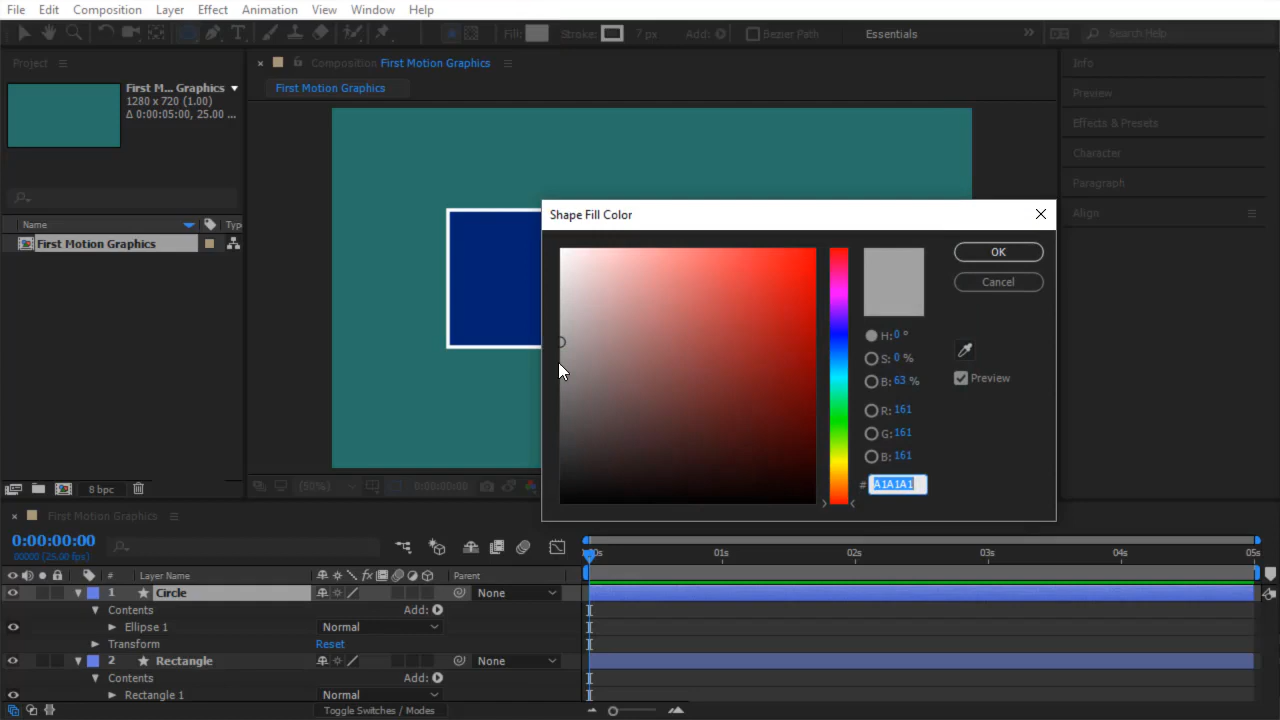 File Edit Composition Layer Effect Animation View Window Help
Fill: Stroke: 7 px Add: Bezier Path Essentials Search Help
Project
Composition First Motion Graphics
First Motion Graphics
First M... Graphics
1280 x 720 (1.00)
Δ 0:00:05:00, 25.00 ...
Name Typ
First Motion Graphics
8 bpc
(50%) 0:00:00:00
Info
Preview
Effects & Presets
Character
Paragraph
Align
Shape Fill Color
OK
Cancel
H: 0 °
S: 0 %
B: 63 %
Preview
R: 161
G: 161
B: 161
# A1A1A1
First Motion Graphics
0:00:00:00
00000 (25.00 fps)
:00s 01s 02s 03s 04s 05s
# Layer Name fx Parent
1 Circle None
Contents Add:
Ellipse 1 Normal
Transform Reset
2 Rectangle None
Contents Add:
Rectangle 1 Normal
Toggle Switches / Modes